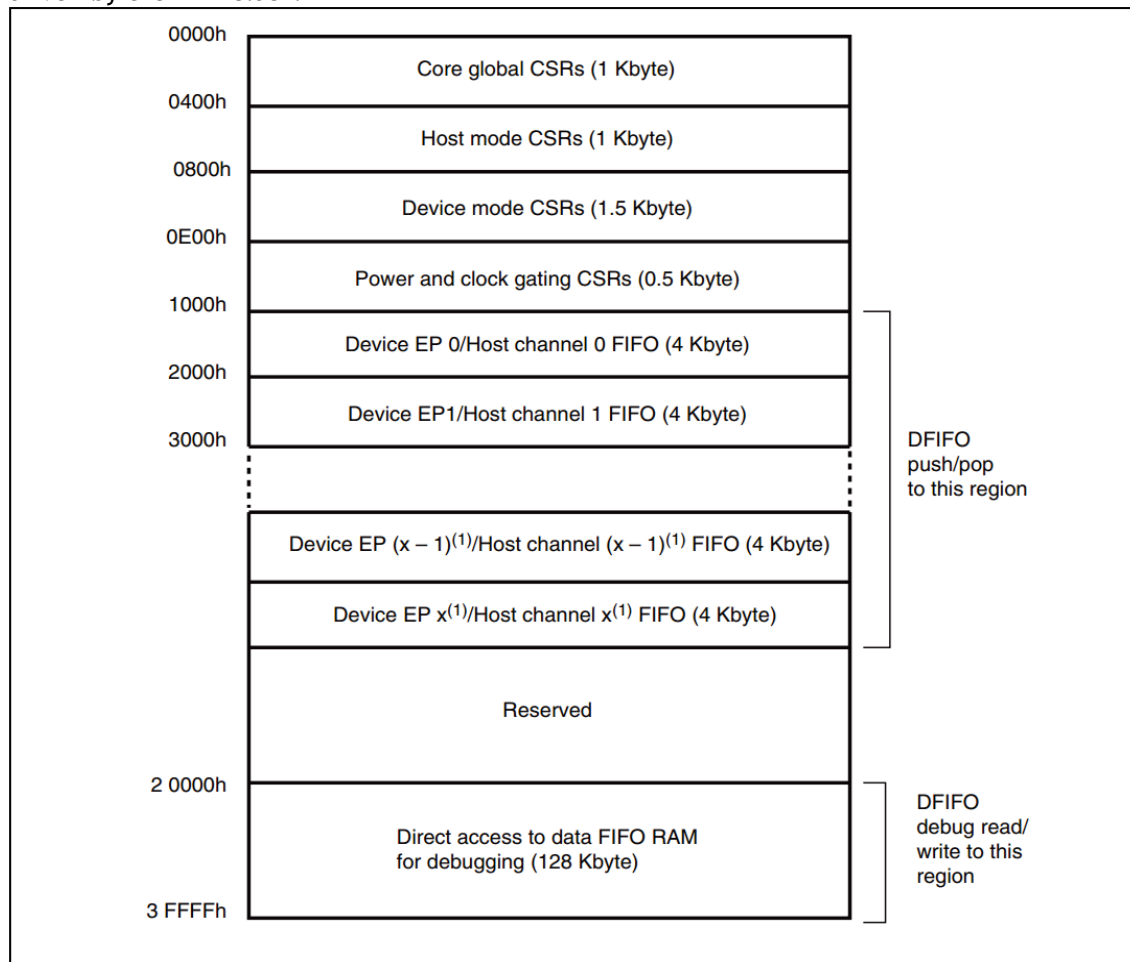 0000h
Core global CSRs (1 Kbyte)
0400h
Host mode CSRs (1 Kbyte)
0800h
Device mode CSRs (1.5 Kbyte)
0E00h
Power and clock gating CSRs (0.5 Kbyte)
1000h
Device EP 0/Host channel 0 FIFO (4 Kbyte)
2000h
Device EP1/Host channel 1 FIFO (4 Kbyte)
3000h
DFIFO
push/pop
to this region
Device EP (x – 1)(1)/Host channel (x – 1)(1) FIFO (4 Kbyte)
Device EP x(1)/Host channel x(1) FIFO (4 Kbyte)
Reserved
2 0000h
Direct access to data FIFO RAM
for debugging (128 Kbyte)
DFIFO
debug read/
write to this
region
3 FFFFh